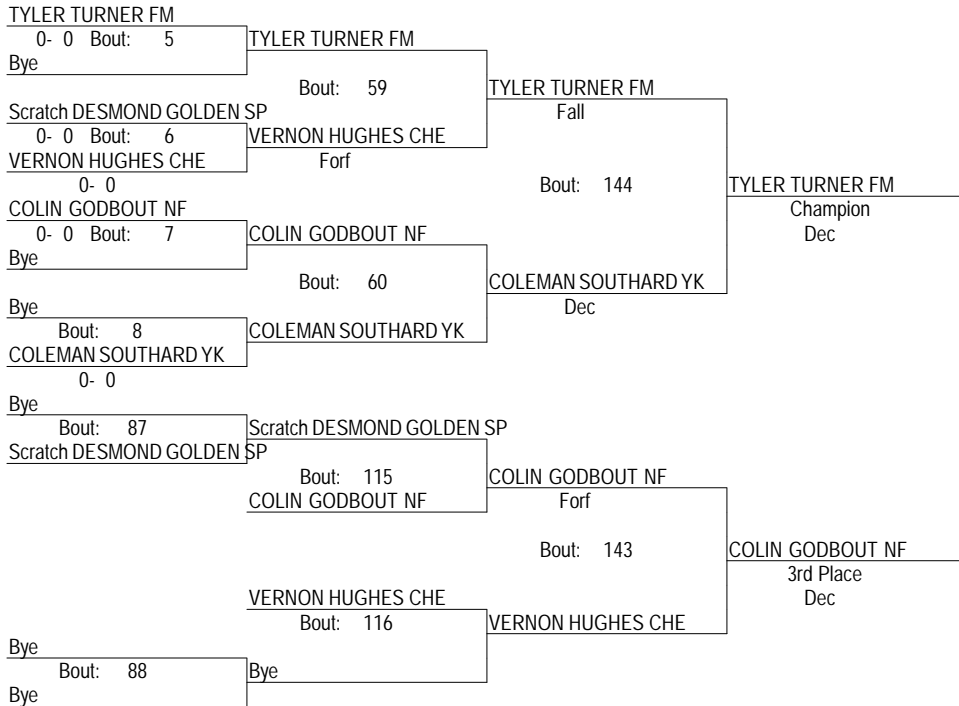 TYLER TURNER FM
0- 0 Bout: 5
TYLER TURNER FM
Bye
Bout: 59
TYLER TURNER FM
Scratch DESMOND GOLDEN SP
Fall
0- 0 Bout: 6
VERNON HUGHES CHE
VERNON HUGHES CHE
Forf
0- 0
Bout: 144
TYLER TURNER FM
COLIN GODBOUT NF
Champion
0- 0 Bout: 7
COLIN GODBOUT NF
Dec
Bye
Bout: 60
COLEMAN SOUTHARD YK
Bye
Dec
Bout: 8
COLEMAN SOUTHARD YK
COLEMAN SOUTHARD YK
0- 0
Bye
Bout: 87
Scratch DESMOND GOLDEN SP
Scratch DESMOND GOLDEN SP
Bout: 115
COLIN GODBOUT NF
COLIN GODBOUT NF
Forf
Bout: 143
COLIN GODBOUT NF
3rd Place
VERNON HUGHES CHE
Dec
Bout: 116
VERNON HUGHES CHE
Bye
Bout: 88
Bye
Bye